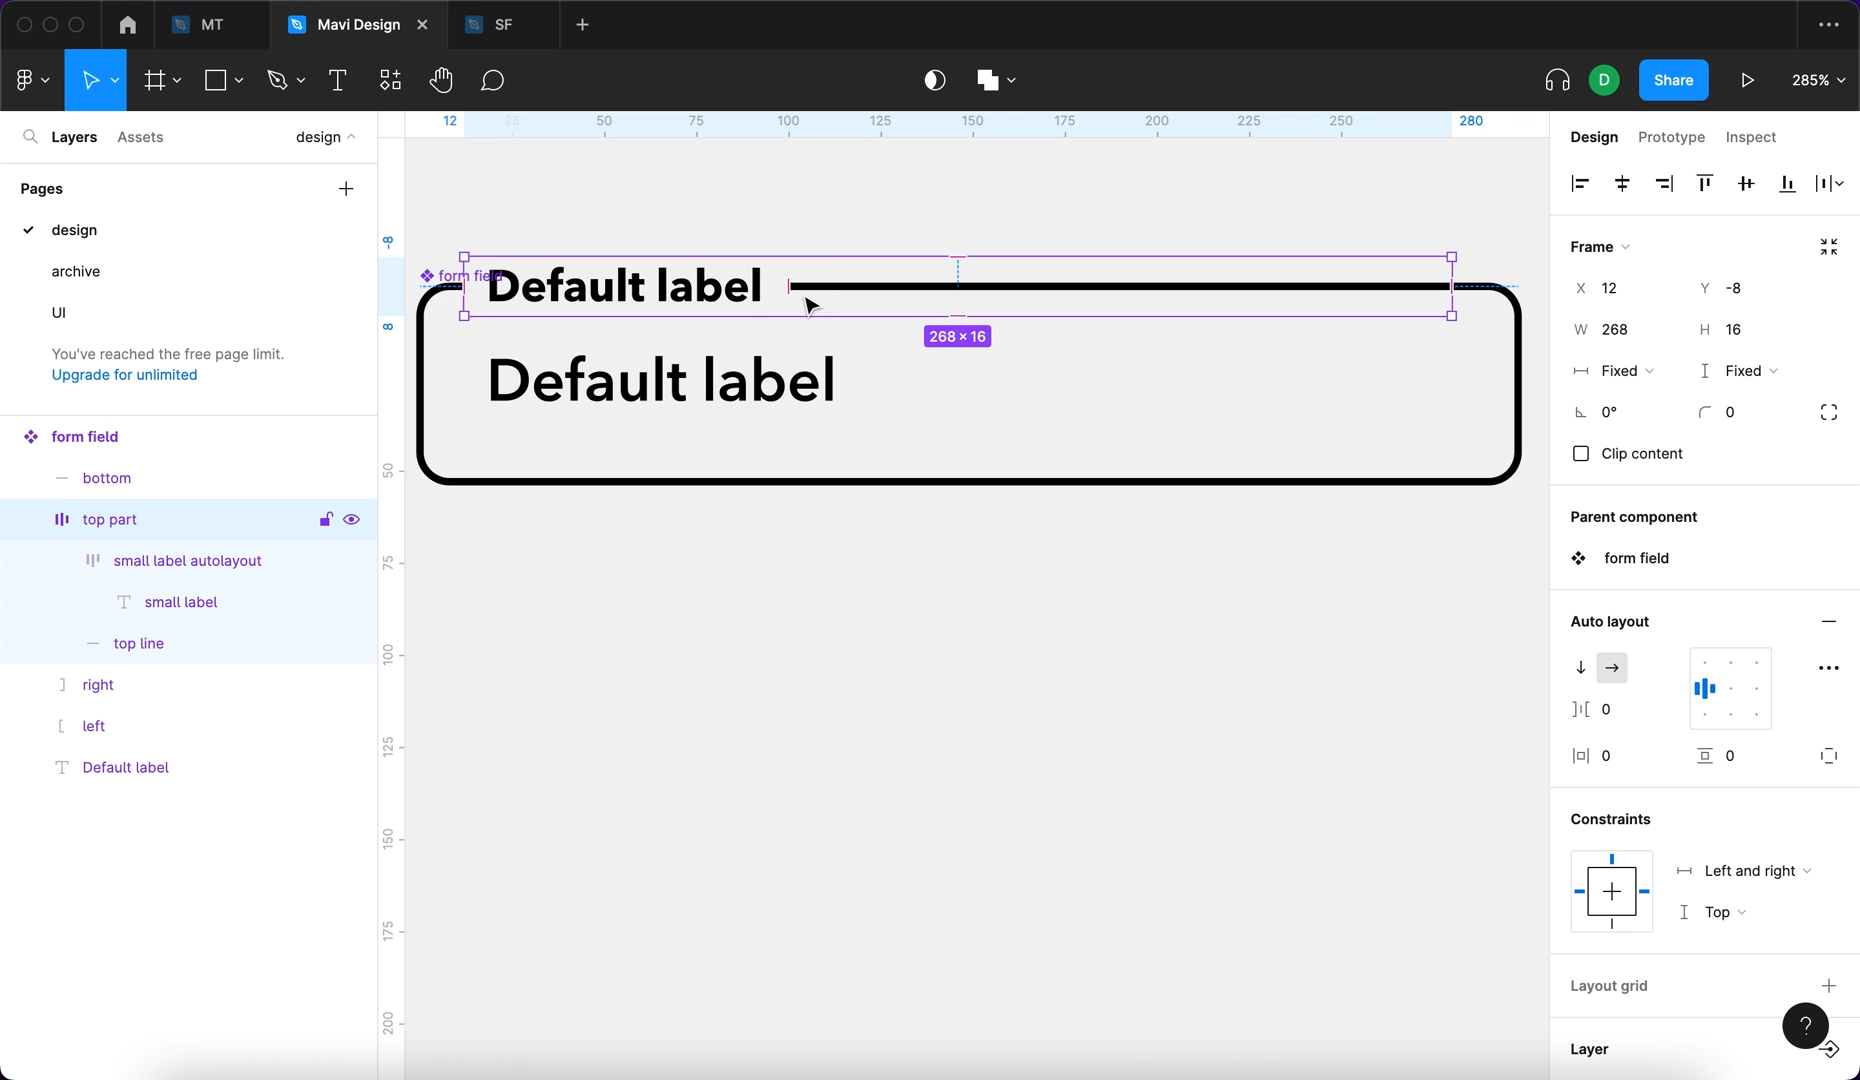 MT
Mavi Design
SF
D
Share
285%
Layers
Assets
design
12
25
50
75
100
125
150
175
200
225
250
280
Design
Prototype
Inspect
Pages
design
archive
UI
You've reached the free page limit.
Upgrade for unlimited
form field
bottom
top part
small label autolayout
small label
top line
right
left
Default label
-8
8
50
75
100
125
150
175
200
form field
Default label
268 × 16
Default label
Frame
X 12
Y -8
W 268
H 16
Fixed
Fixed
0°
0
Clip content
Parent component
form field
Auto layout
0
0
0
Constraints
Left and right
Top
Layout grid
?
Layer